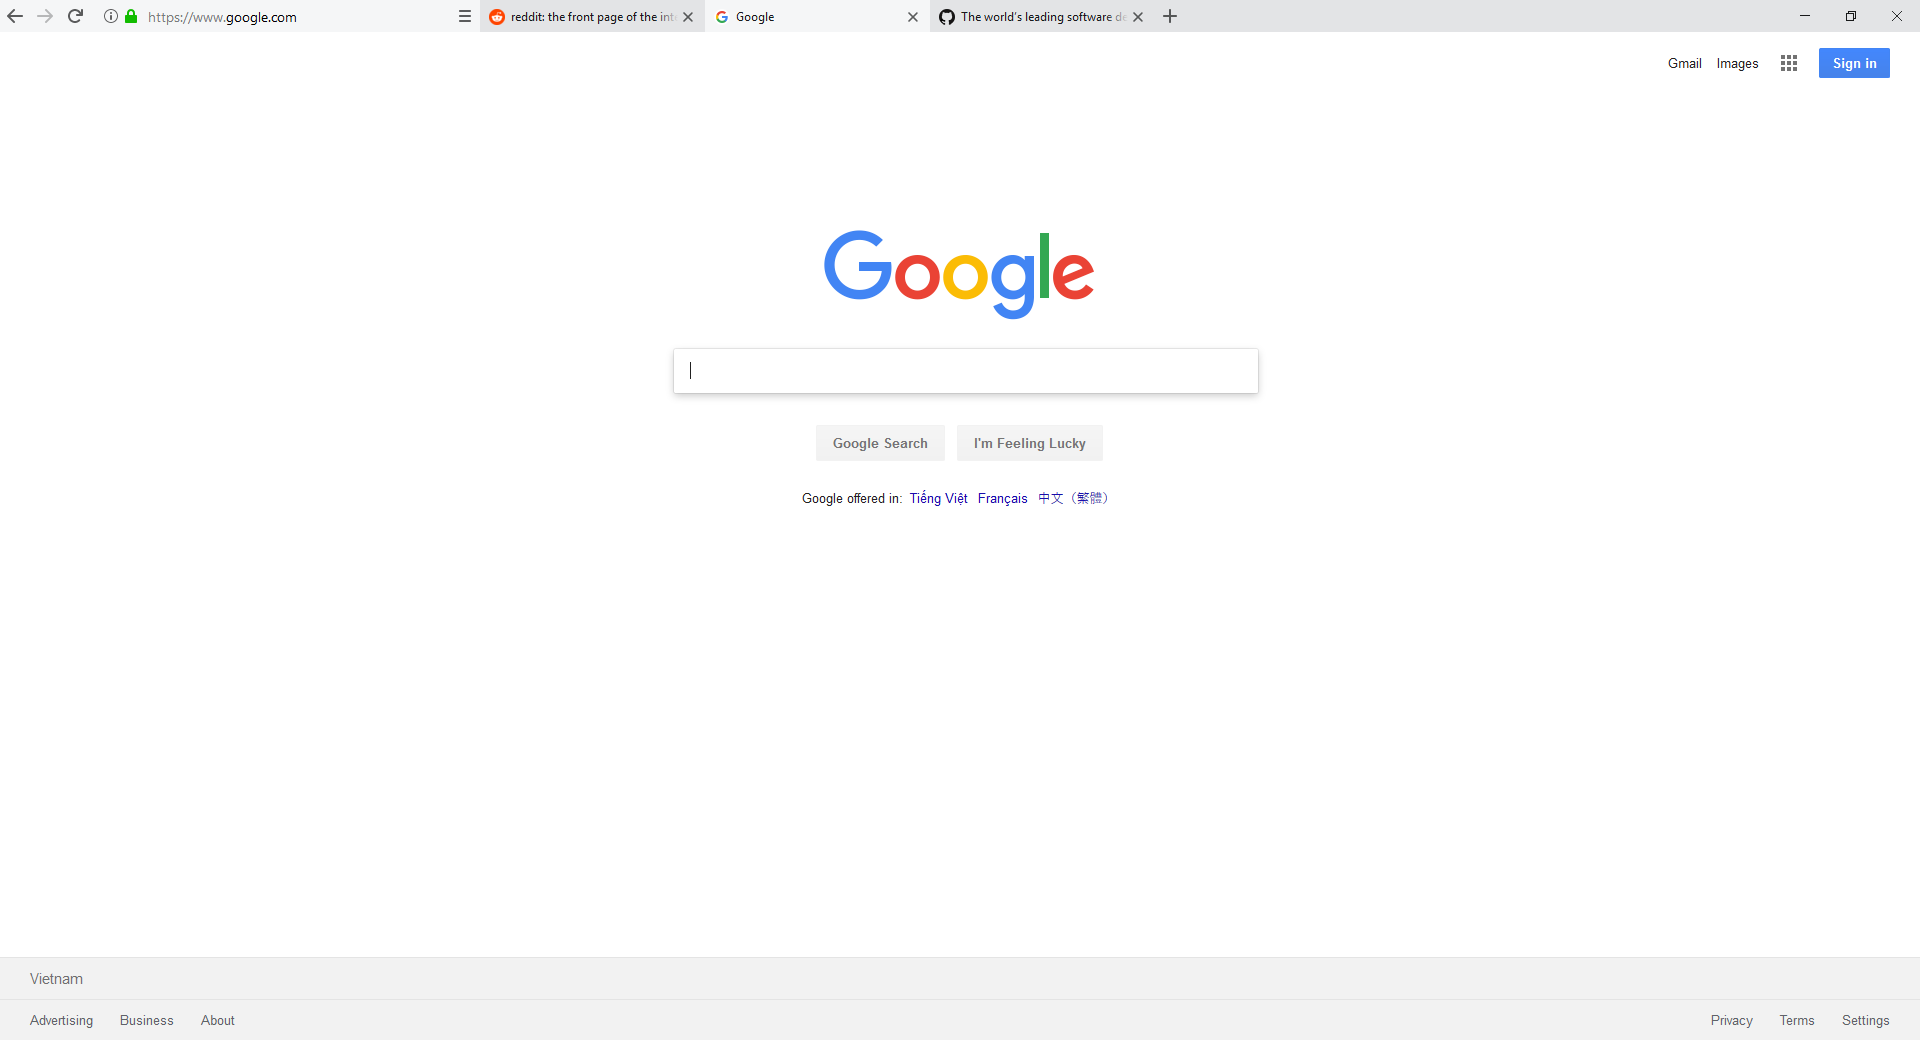 https://www.google.com reddit: the front page of the int Google The world's leading software de
Gmail Images Sign in
Google
Google Search I'm Feeling Lucky
Google offered in: Tiếng Việt Français 中文（繁體）
Vietnam
Advertising Business About Privacy Terms Settings